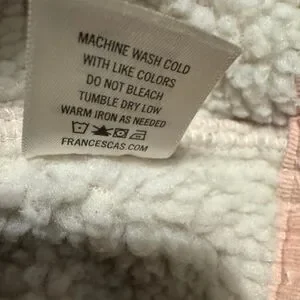 MACHINE WASH COLD
WITH LIKE COLORS
DO NOT BLEACH
TUMBLE DRY LOW
WARM IRON AS NEEDED
FRANCESCAS.COM